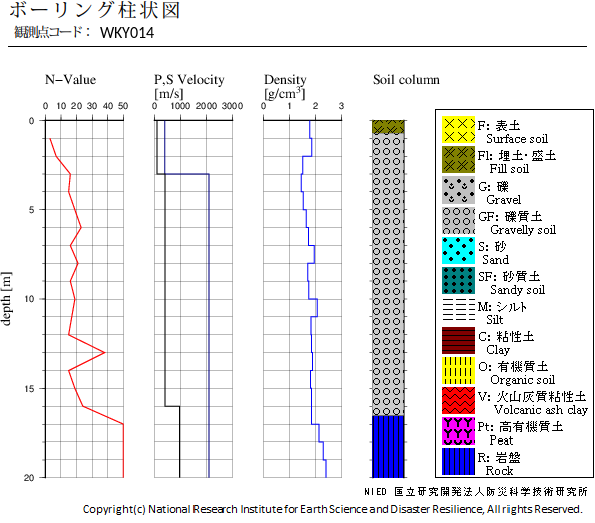 ボーリング柱状図
観測点コード： WKY014
N−Value P,S Velocity Density Soil column
[m/s] [g/cm³]
0 10 20 30 40 50 0 1000 2000 3000 0 1 2 3
0
5
10
15
20
depth [m]
F: 表土
Surface soil
Fl: 埋土・盛土
Fill soil
G: 礫
Gravel
GF: 礫質土
Gravelly soil
S: 砂
Sand
SF: 砂質土
Sandy soil
M: シルト
Silt
C: 粘性土
Clay
O: 有機質土
Organic soil
V: 火山灰質粘性土
Volcanic ash clay
Pt: 高有機質土
Peat
R: 岩盤
Rock
NIED 国立研究開発法人防災科学技術研究所
Copyright(c) National Research Institute for Earth Science and Disaster Resilience, All rights Reserved.